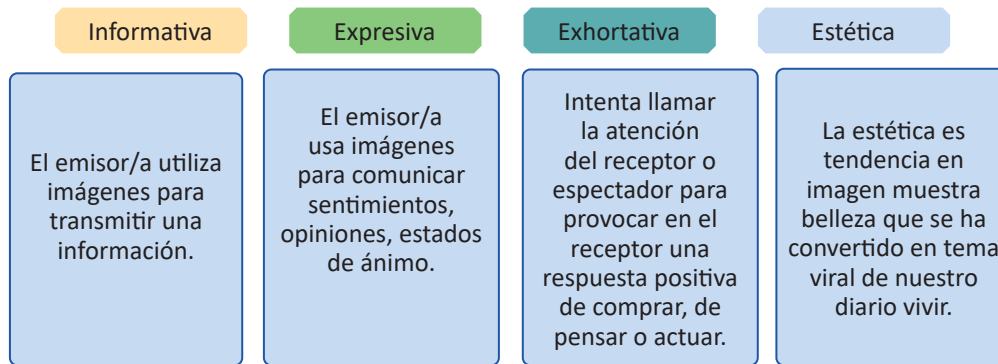 Informativa
El emisor/a utiliza
imágenes para
transmitir una
información.
Expresiva
El emisor/a
usa imágenes
para comunicar
sentimientos,
opiniones, estados
de ánimo.
Exhortativa
Intenta llamar
la atención
del receptor o
espectador para
provocar en el
receptor una
respuesta positiva
de comprar, de
pensar o actuar.
Estética
La estética es
tendencia en
imagen muestra
belleza que se ha
convertido en tema
viral de nuestro
diario vivir.